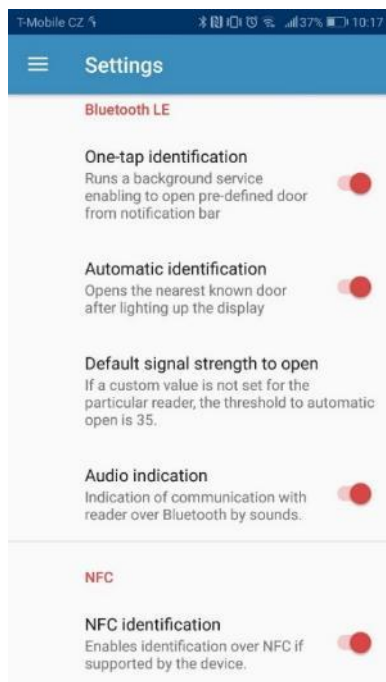 T-Mobile CZ 37% 10:17
Settings
Bluetooth LE
One-tap identification
Runs a background service
enabling to open pre-defined door
from notification bar
Automatic identification
Opens the nearest known door
after lighting up the display
Default signal strength to open
If a custom value is not set for the
particular reader, the threshold to automatic
open is 35.
Audio indication
Indication of communication with
reader over Bluetooth by sounds.
NFC
NFC identification
Enables identification over NFC if
supported by the device.